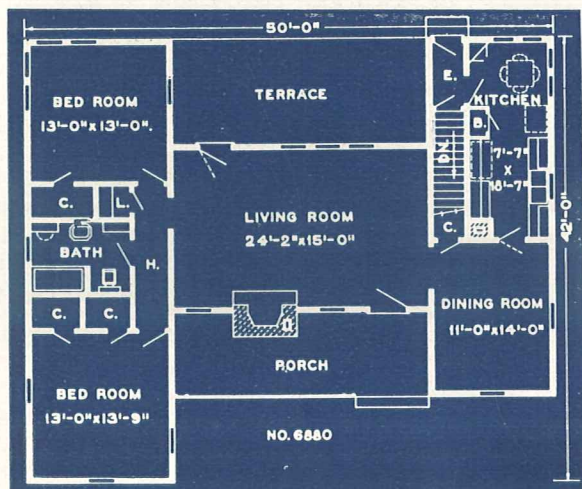 50'-0"
BED ROOM
13'-0"x13'-0".
TERRACE
E.
KITCHEN
B.
7'-7"
X
18'-7"
DN.
C.
L.
LIVING ROOM
24'-2"x15'-0"
C.
BATH
H.
42'-0"
C.
C.
DINING ROOM
11'-0"x14'-0"
PORCH
BED ROOM
13'-0"x13'-9"
NO. 6880